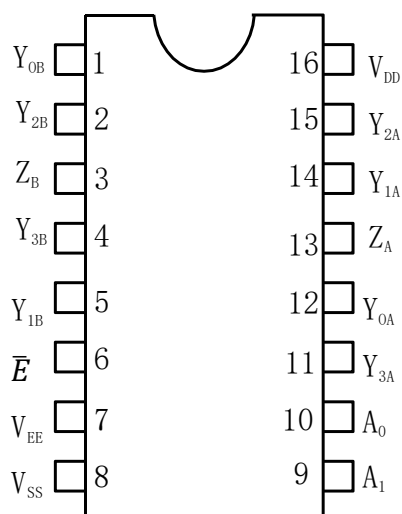 Y0B 1 16 VDD
Y2B 2 15 Y2A
ZB 3 14 Y1A
Y3B 4 13 ZA
Y1B 5 12 Y0A
E̅ 6 11 Y3A
VEE 7 10 A0
VSS 8 9 A1